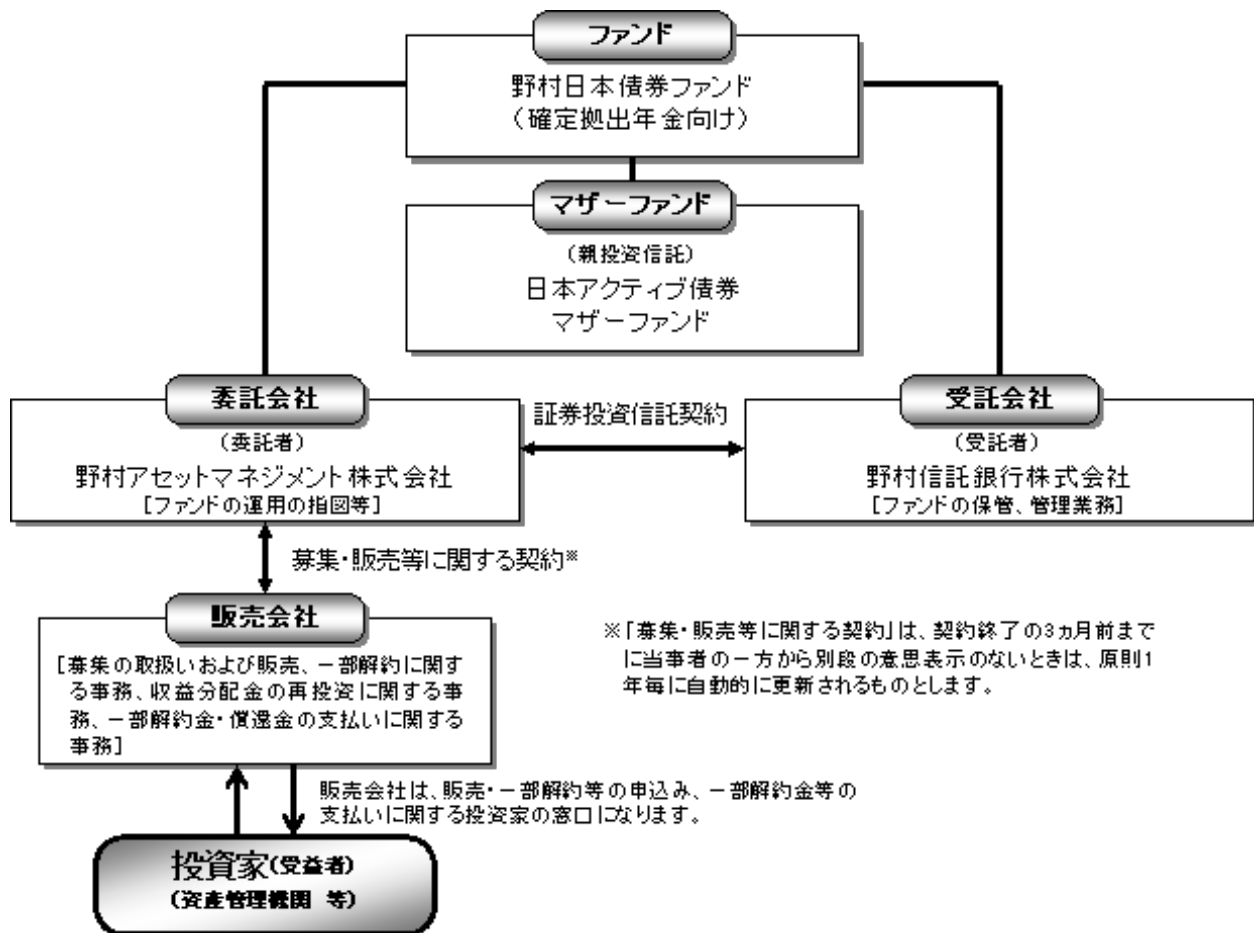 ファンド
野村日本債券ファンド
（確定拠出年金向け）
マザーファンド
（親投資信託）
日本アクティブ債券
マザーファンド
委託会社
（委託者）
野村アセットマネジメント株式会社
［ファンドの運用の指図等］
証券投資信託契約
受託会社
（受託者）
野村信託銀行株式会社
［ファンドの保管、管理業務］
募集・販売等に関する契約※
販売会社
［募集の取扱いおよび販売、一部解約に関す
る事務、収益分配金の再投資に関する事
務、一部解約金・償還金の支払いに関する
事務］
※「募集・販売等に関する契約」は、契約終了の3ヵ月前まで
に当事者の一方から別段の意思表示のないときは、原則1
年毎に自動的に更新されるものとします。
販売会社は、販売・一部解約等の申込み、一部解約金等の
支払いに関する投資家の窓口になります。
投資家（受益者）
（資産管理機関 等）